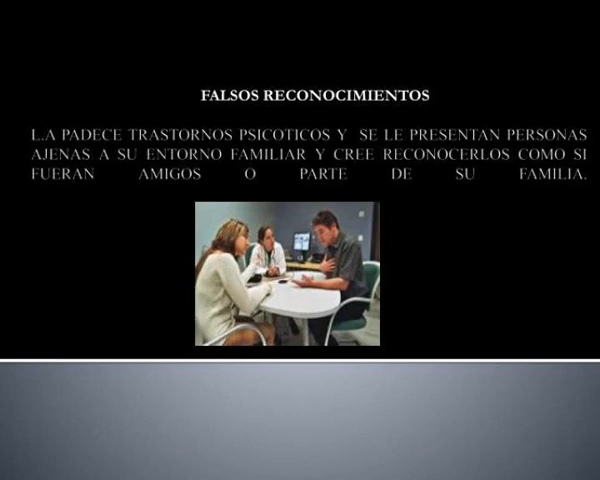 FALSOS RECONOCIMIENTOS
L.A PADECE TRASTORNOS PSICOTICOS Y SE LE PRESENTAN PERSONAS
AJENAS A SU ENTORNO FAMILIAR Y CREE RECONOCERLOS COMO SI
FUERAN AMIGOS O PARTE DE SU FAMILIA.